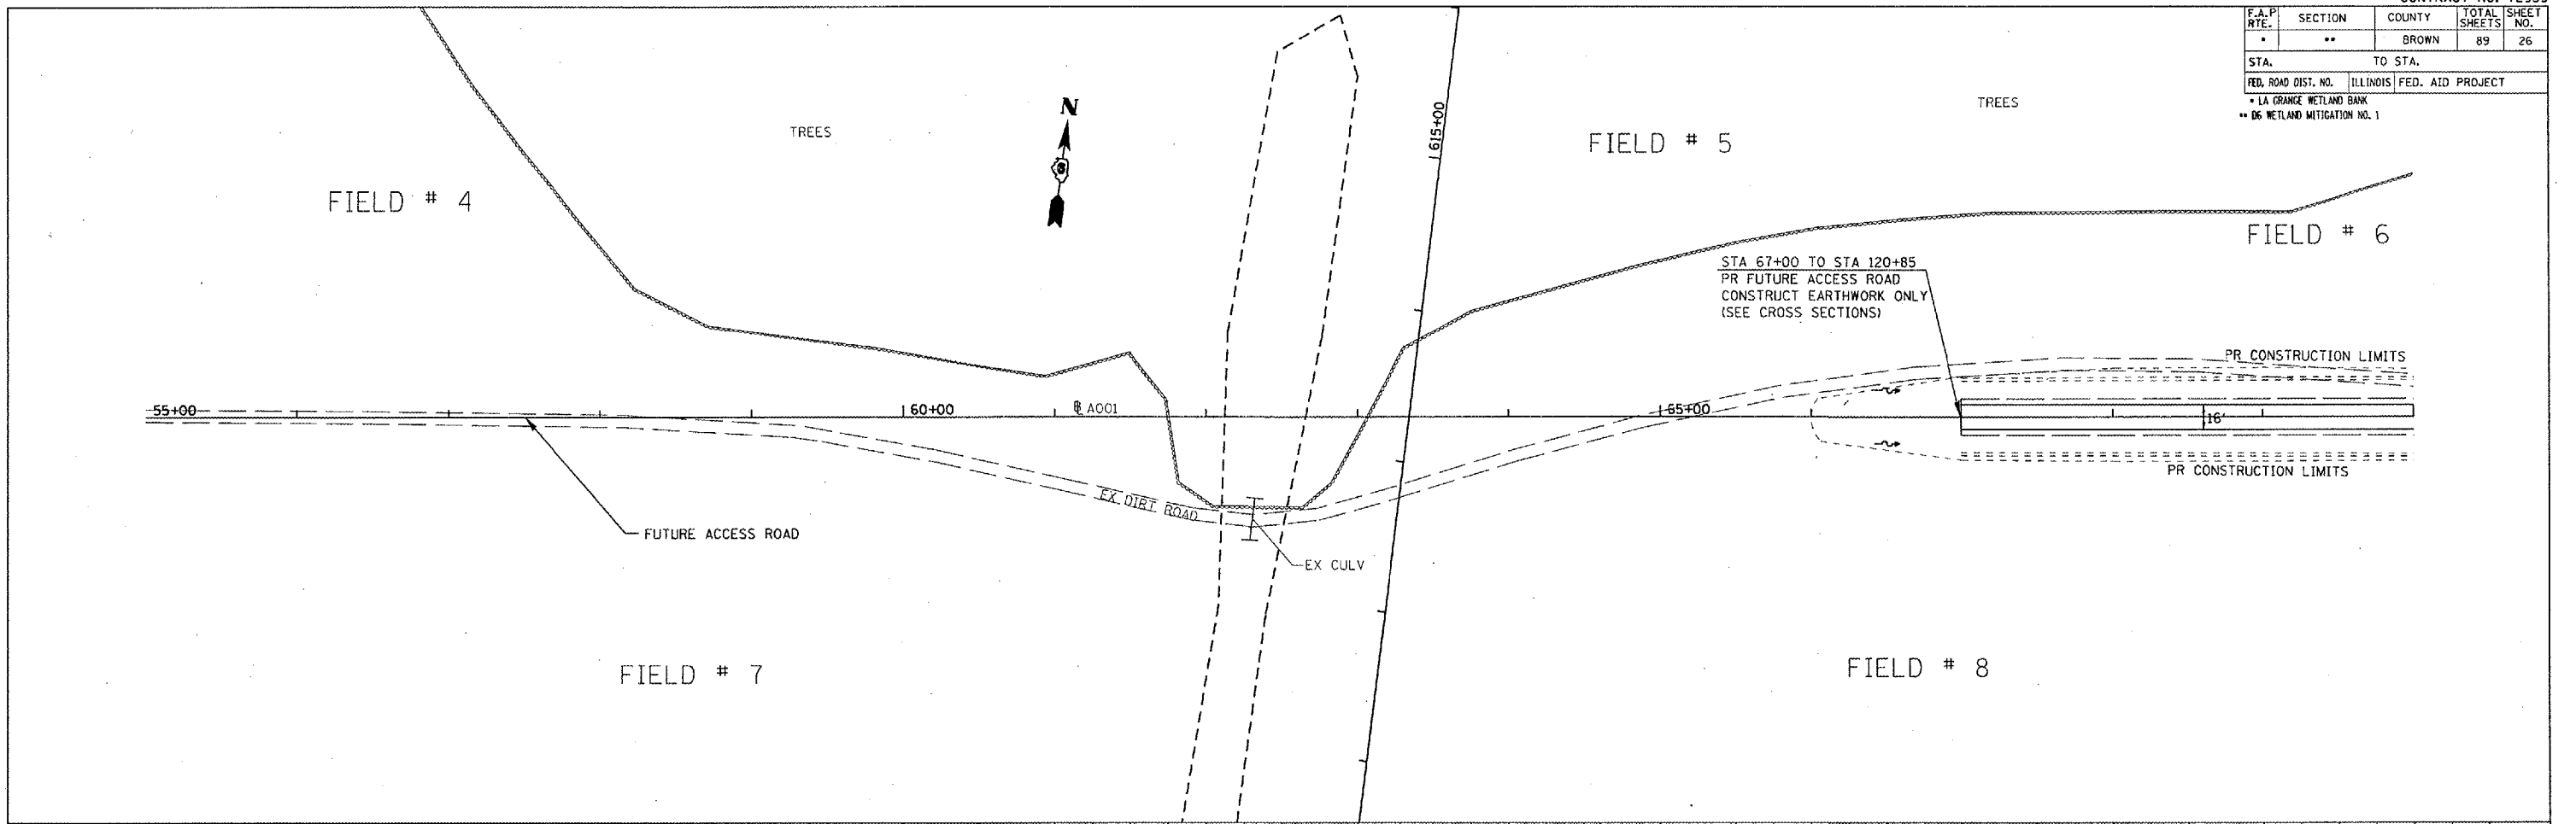 F.A.P. RTE. SECTION COUNTY TOTAL SHEETS SHEET NO.
* ** BROWN 89 26
STA. TO STA.
FED. ROAD DIST. NO. ILLINOIS FED. AID PROJECT
* LA GRANGE WETLAND BANK
** D6 WETLAND MITIGATION NO. 1
TREES
N
TREES
615+00
FIELD # 5
FIELD # 4
FIELD # 6
STA 67+00 TO STA 120+85
PR FUTURE ACCESS ROAD
CONSTRUCT EARTHWORK ONLY
(SEE CROSS SECTIONS)
PR CONSTRUCTION LIMITS
55+00
60+00
℄ A001
65+00
16'
PR CONSTRUCTION LIMITS
EX DIRT ROAD
FUTURE ACCESS ROAD
EX CULV
FIELD # 7
FIELD # 8